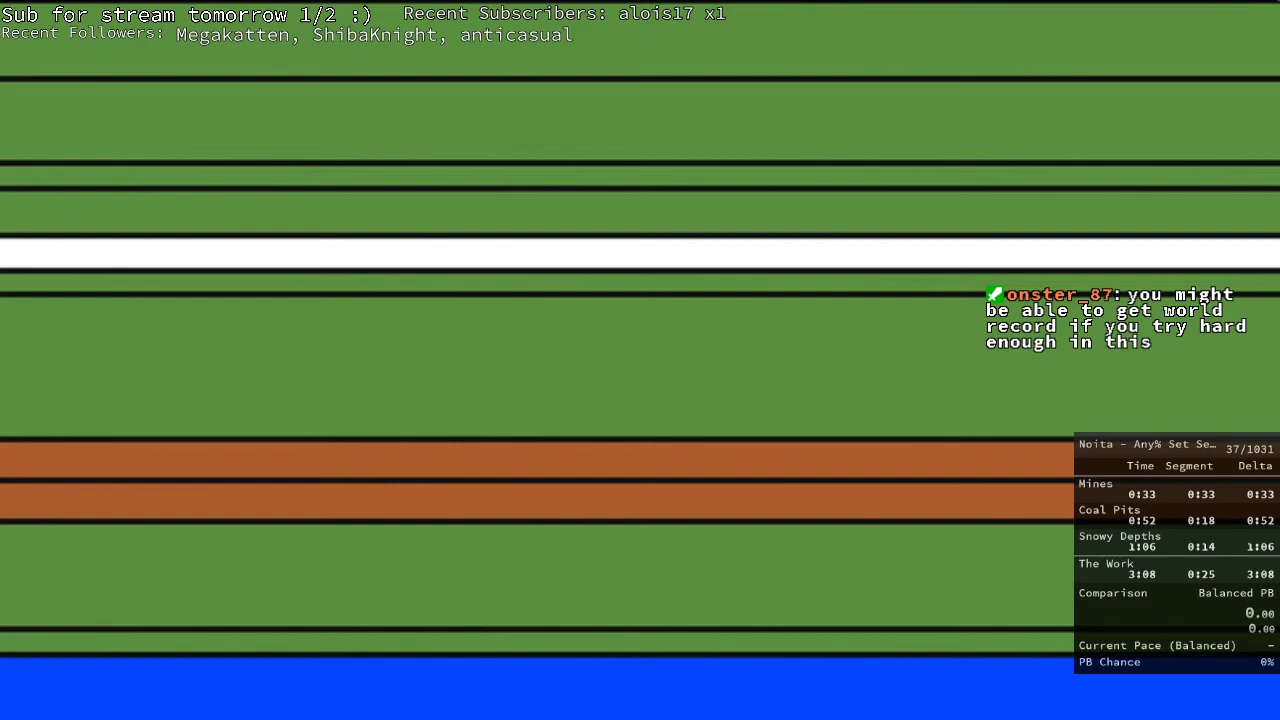 Sub for stream tomorrow 1/2 :) Recent Subscribers: alois17 x1
Recent Followers: Megakatten, ShibaKnight, anticasual
onster_87: you might
be able to get world
record if you try hard
enough in this
Noita - Any% Set Se… 37/1031
Time Segment Delta
Mines
0:33 0:33 0:33
Coal Pits
0:52 0:18 0:52
Snowy Depths
1:06 0:14 1:06
The Work
3:08 0:25 3:08
Comparison Balanced PB
0.00
0.00
Current Pace (Balanced) -
PB Chance 0%